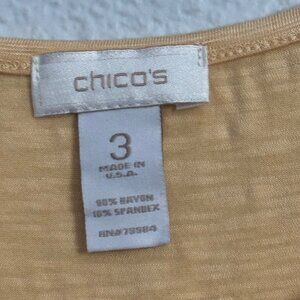 chico's
3
MADE IN
U.S.A.
90% RAYON
10% SPANDEX
RN#79984